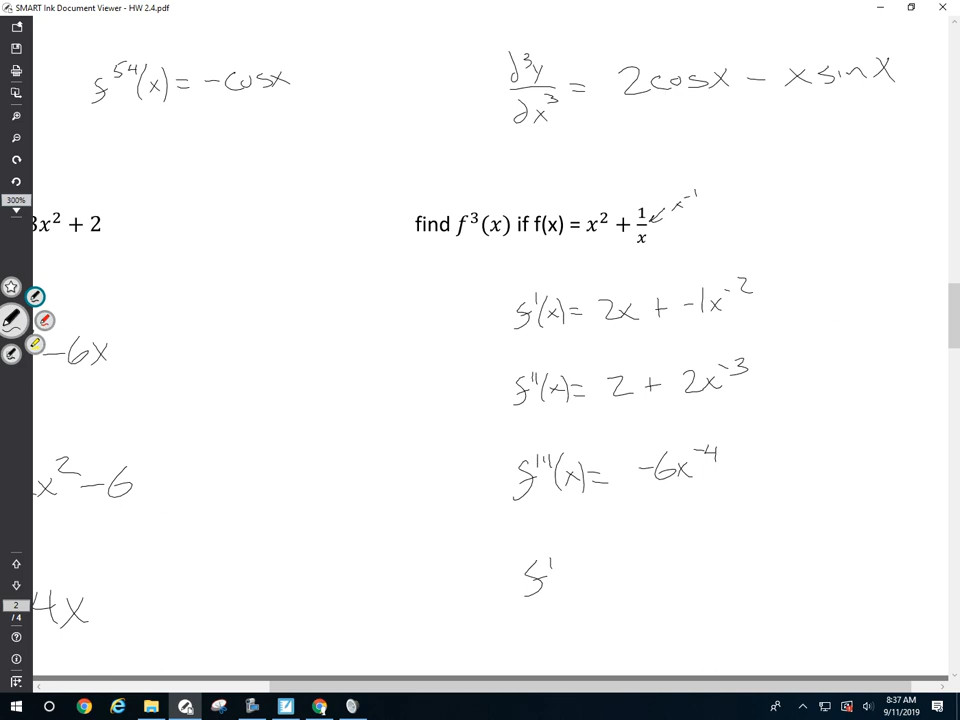 SMART Ink Document Viewer - HW 2.4.pdf
f⁵⁴(x) = -cosx
d³y/dx³ = 2cosx - x sinx
300%
3x² + 2
find f³(x) if f(x) = x² + 1/x
x⁻¹
f'(x) = 2x + -1x⁻²
- 6x
f''(x) = 2 + 2x⁻³
x² - 6
f'''(x) = -6x⁻⁴
f'
4x
2
/ 4
8:37 AM
9/11/2019